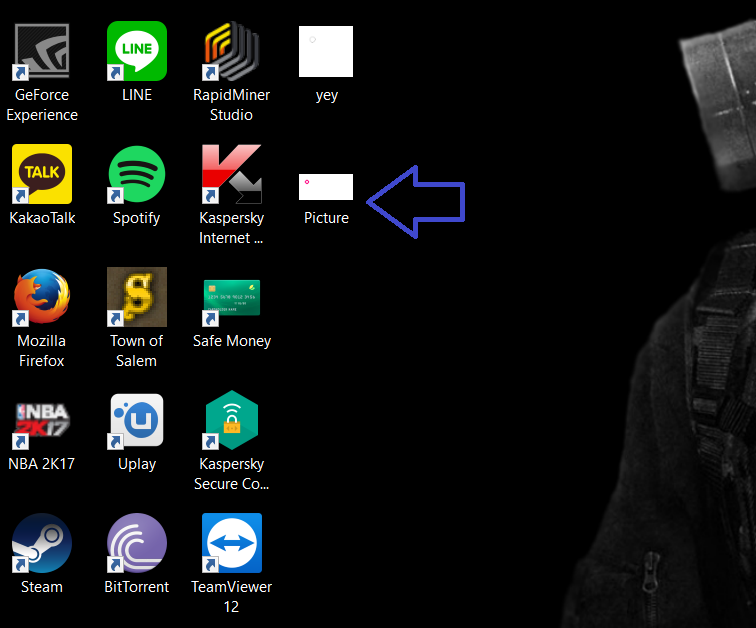 GeForce
Experience
LINE
LINE
RapidMiner
Studio
yey
TALK
KakaoTalk
Spotify
Kaspersky
Internet ...
Picture
Mozilla
Firefox
Town of
Salem
Safe Money
NBA
2K17
NBA 2K17
Uplay
Kaspersky
Secure Co...
Steam
BitTorrent
TeamViewer
12